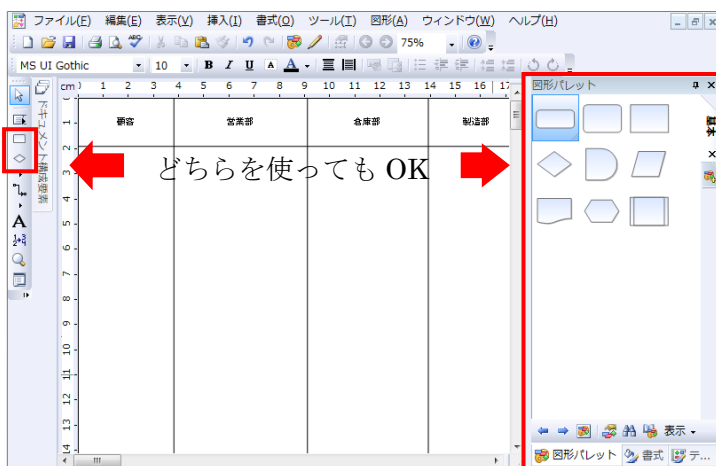 ファイル(F) 編集(E) 表示(V) 挿入(I) 書式(O) ツール(T) 図形(A) ウィンドウ(W) ヘルプ(H)
75%
MS UI Gothic 10 B I U A A
図形パレット
cm 1 2 3 4 5 6 7 8 9 10 11 12 13 14 15 16 17
ドキュメント構成要素
基本
顧客 営業部 倉庫部 製造部
どちらを使っても OK
A
1
2
3
4
5
6
7
8
9
10
11
12
13
14
表示
図形パレット 書式 テ...